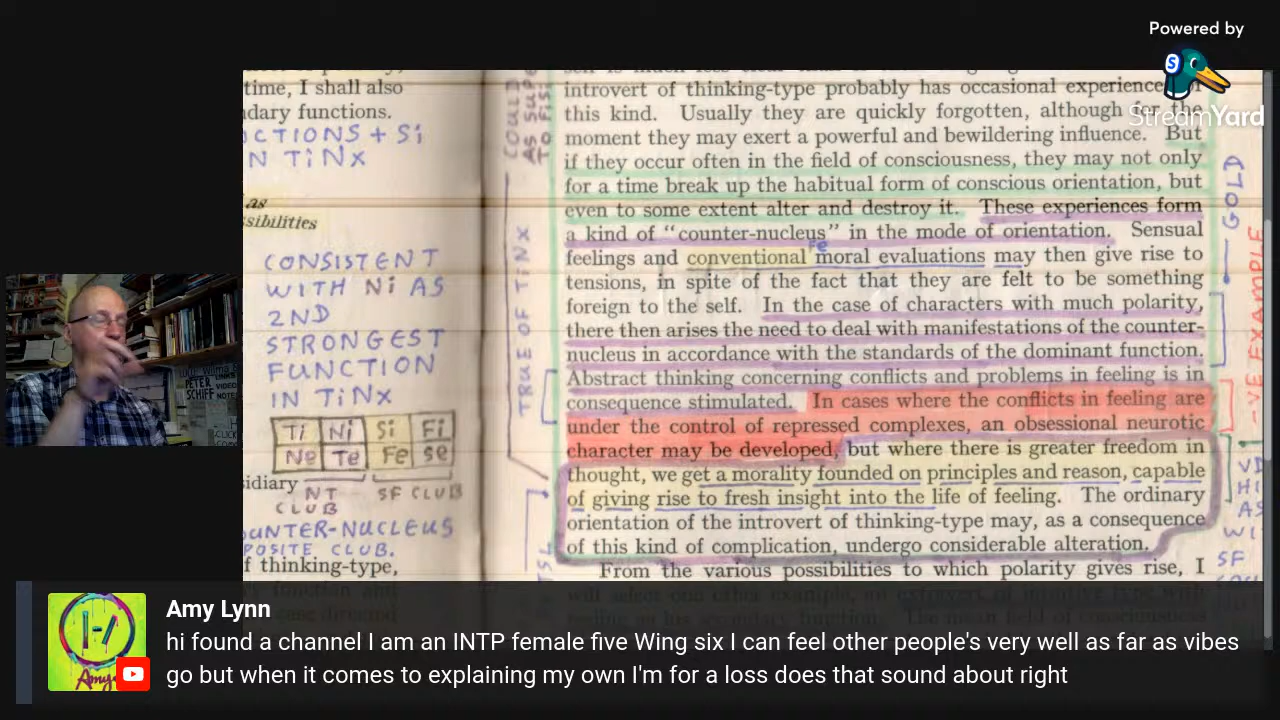 Powered by
StreamYard
time, I shall also
dary functions.
CTIONS + Si
N TiNx
as
sibilities
CONSISTENT
WITH Ni AS
2ND
STRONGEST
FUNCTION
IN TiNx
Ti Ni Si Fi
Ne Te Fe Se
sidiary
NT CLUB
SF CLUB
OUNTER-NUCLEUS
POSITE CLUB.
f thinking-type,
COULD
AS SUPE
TO
TRUE OF TiNx
introvert of thinking-type probably has occasional experiences of
this kind. Usually they are quickly forgotten, although for the
moment they may exert a powerful and bewildering influence. But
if they occur often in the field of consciousness, they may not only
for a time break up the habitual form of conscious orientation, but
even to some extent alter and destroy it. These experiences form
a kind of “counter-nucleus” in the mode of orientation. Sensual
Fe
feelings and conventional moral evaluations may then give rise to
tensions, in spite of the fact that they are felt to be something
foreign to the self. In the case of characters with much polarity,
there then arises the need to deal with manifestations of the counter-
nucleus in accordance with the standards of the dominant function.
Abstract thinking concerning conflicts and problems in feeling is in
consequence stimulated. In cases where the conflicts in feeling are
under the control of repressed complexes, an obsessional neurotic
character may be developed, but where there is greater freedom in
thought, we get a morality founded on principles and reason, capable
of giving rise to fresh insight into the life of feeling. The ordinary
orientation of the introvert of thinking-type may, as a consequence
of this kind of complication, undergo considerable alteration.
From the various possibilities to which polarity gives rise, I
GOLD
-VE EXAMPLE
HI
AS
WI
SF
PETER
SCHIFF
VIDEO
NOTE
Amy Lynn
hi found a channel I am an INTP female five Wing six I can feel other people's very well as far as vibes
go but when it comes to explaining my own I'm for a loss does that sound about right